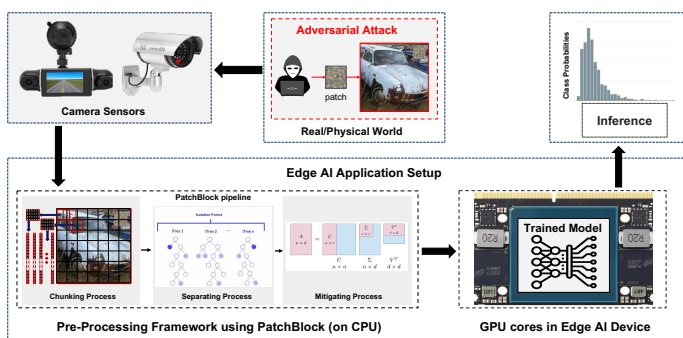 Adversarial Attack
patch
Real/Physical World
Camera Sensors
Class Probabilities
Inference
Edge AI Application Setup
PatchBlock pipeline
Chunking Process
Isolation Forest
iTree 1
iTree 2
iTree n
Separating Process
A
n × d
=
Û
n × r
U
n × n
Σ̂
r × r
Σ
n × d
V̂ᵀ
r × d
Vᵀ
d × d
Mitigating Process
Pre-Processing Framework using PatchBlock (on CPU)
Trained Model
R20
R20
GPU cores in Edge AI Device